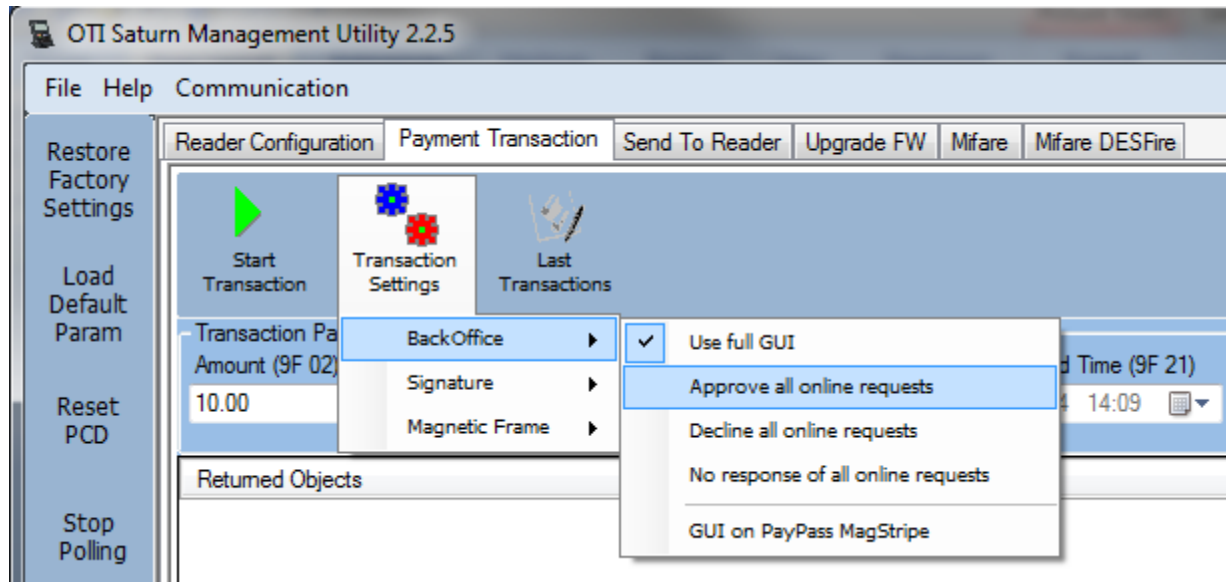 OTI Saturn Management Utility 2.2.5
File Help Communication
Restore
Factory
Settings
Load
Default
Param
Reset
PCD
Stop
Polling
Reader Configuration Payment Transaction Send To Reader Upgrade FW Mifare Mifare DESFire
Start
Transaction
Transaction
Settings
Last
Transactions
Transaction Pa
Amount (9F 02)
10.00
BackOffice
Signature
Magnetic Frame
Use full GUI
Approve all online requests
Decline all online requests
No response of all online requests
GUI on PayPass MagStripe
Time (9F 21)
14:09
Returned Objects